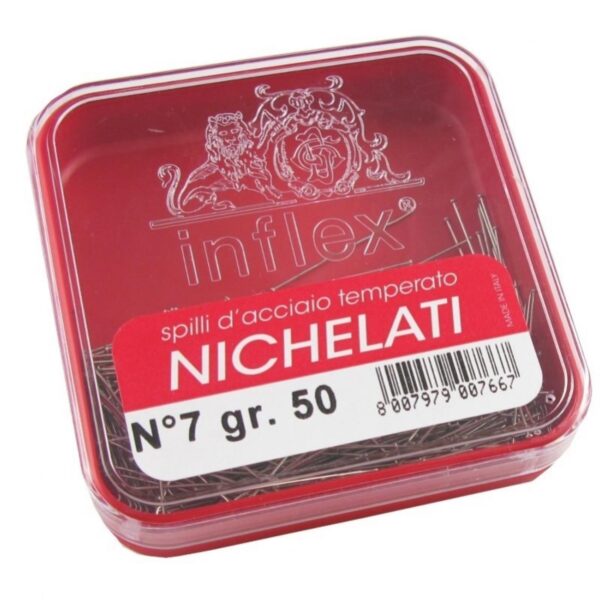 inflex®
spilli d'acciaio temperato
NICHELATI
MADE IN ITALY
N°7 gr. 50
8 007979 007667